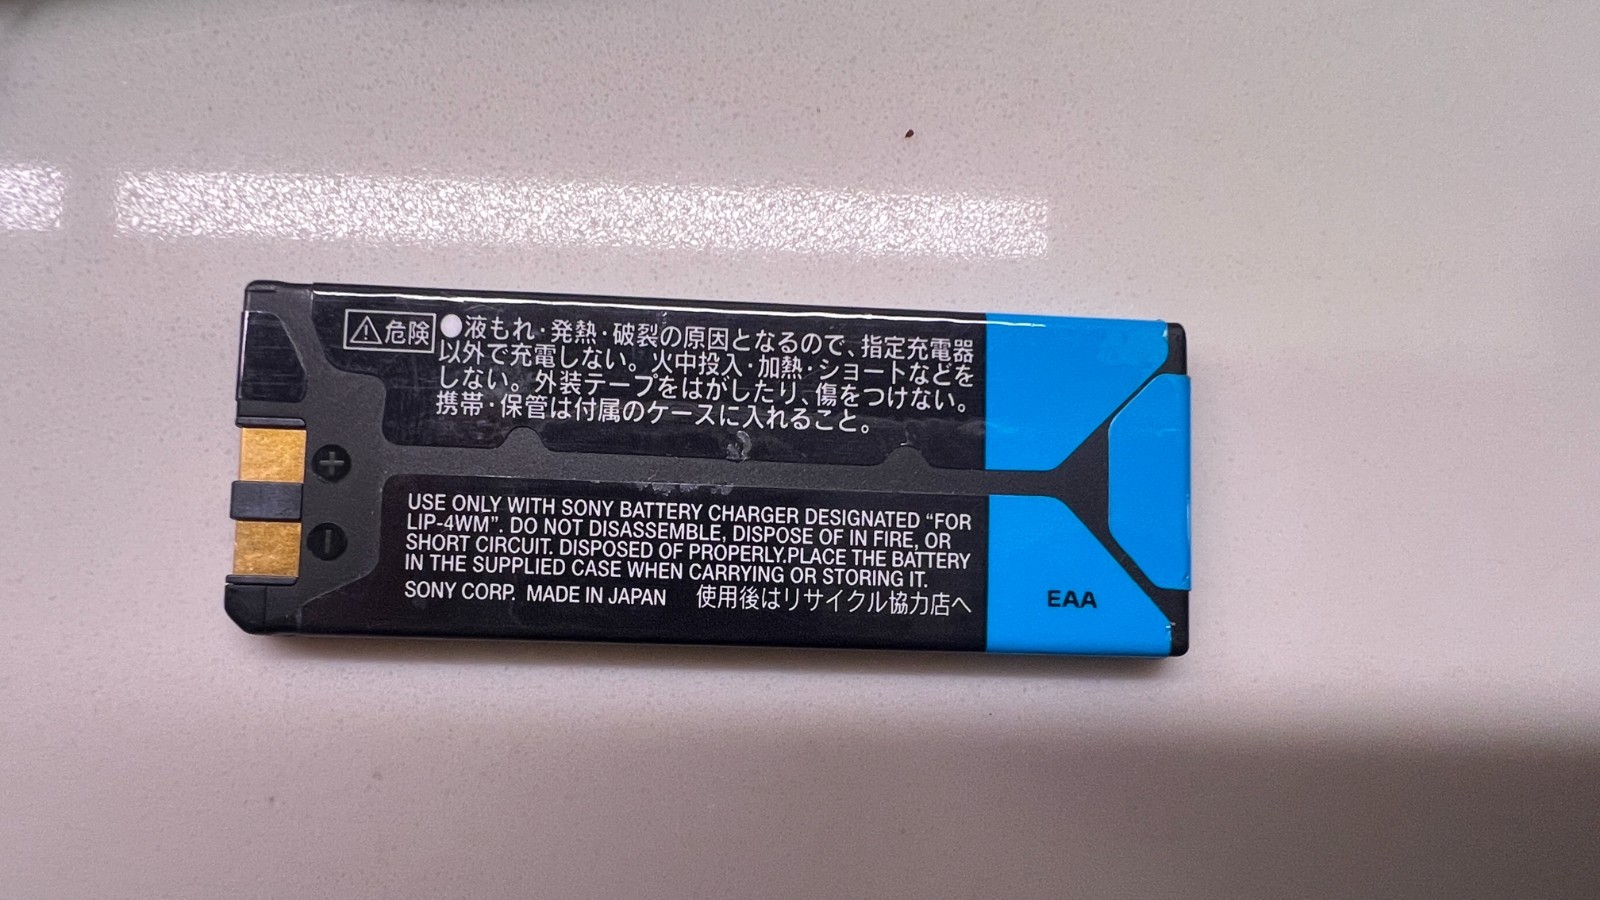 ⚠危険 ●液もれ・発熱・破裂の原因となるので、指定充電器
以外で充電しない。火中投入・加熱・ショートなどを
しない。外装テープをはがしたり、傷をつけない。
携帯・保管は付属のケースに入れること。
+
-
USE ONLY WITH SONY BATTERY CHARGER DESIGNATED “FOR
LIP-4WM”. DO NOT DISASSEMBLE, DISPOSE OF IN FIRE, OR
SHORT CIRCUIT. DISPOSED OF PROPERLY.PLACE THE BATTERY
IN THE SUPPLIED CASE WHEN CARRYING OR STORING IT.
SONY CORP. MADE IN JAPAN 使用後はリサイクル協力店へ
EAA